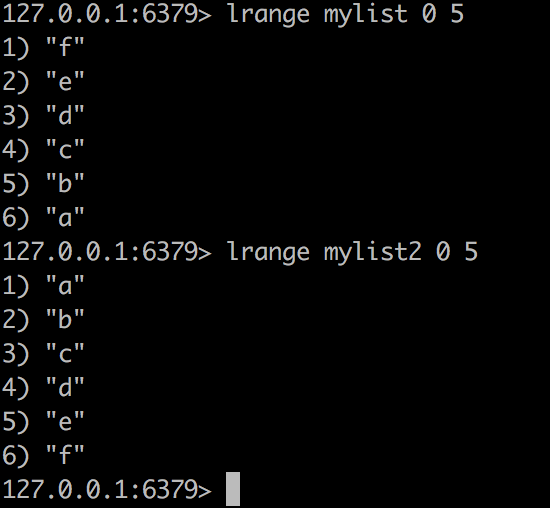 127.0.0.1:6379> lrange mylist 0 5
1) "f"
2) "e"
3) "d"
4) "c"
5) "b"
6) "a"
127.0.0.1:6379> lrange mylist2 0 5
1) "a"
2) "b"
3) "c"
4) "d"
5) "e"
6) "f"
127.0.0.1:6379>